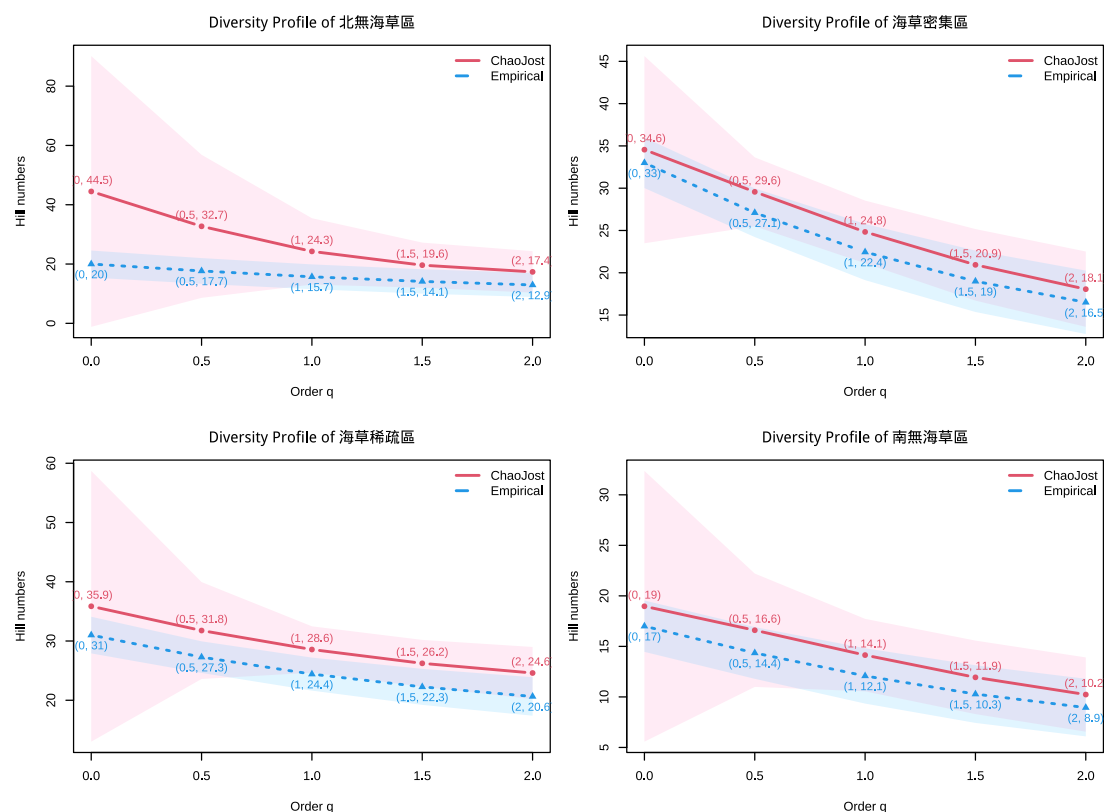 Diversity Profile of 北無海草區
ChaoJost
Empirical
Hill numbers
80
60
40
20
0
0, 44.5)
(0.5, 32.7)
(1, 24.3)
(1.5, 19.6)
(2, 17.4
(0, 20)
(0.5, 17.7)
(1, 15.7)
(1.5, 14.1)
(2, 12.9
0.0 0.5 1.0 1.5 2.0
Order q
Diversity Profile of 海草密集區
ChaoJost
Empirical
Hill numbers
45
40
35
30
25
20
15
0, 34.6)
(0.5, 29.6)
(1, 24.8)
(1.5, 20.9)
(2, 18.1
(0, 33)
(0.5, 27.1)
(1, 22.4)
(1.5, 19)
(2, 16.5
0.0 0.5 1.0 1.5 2.0
Order q
Diversity Profile of 海草稀疏區
ChaoJost
Empirical
Hill numbers
60
50
40
30
20
0, 35.9)
(0.5, 31.8)
(1, 28.6)
(1.5, 26.2)
(2, 24.6
(0, 31)
(0.5, 27.3)
(1, 24.4)
(1.5, 22.3)
(2, 20.6
0.0 0.5 1.0 1.5 2.0
Order q
Diversity Profile of 南無海草區
ChaoJost
Empirical
Hill numbers
30
25
20
15
10
5
(0, 19)
(0.5, 16.6)
(1, 14.1)
(1.5, 11.9)
(2, 10.2
(0, 17)
(0.5, 14.4)
(1, 12.1)
(1.5, 10.3)
(2, 8.9)
0.0 0.5 1.0 1.5 2.0
Order q